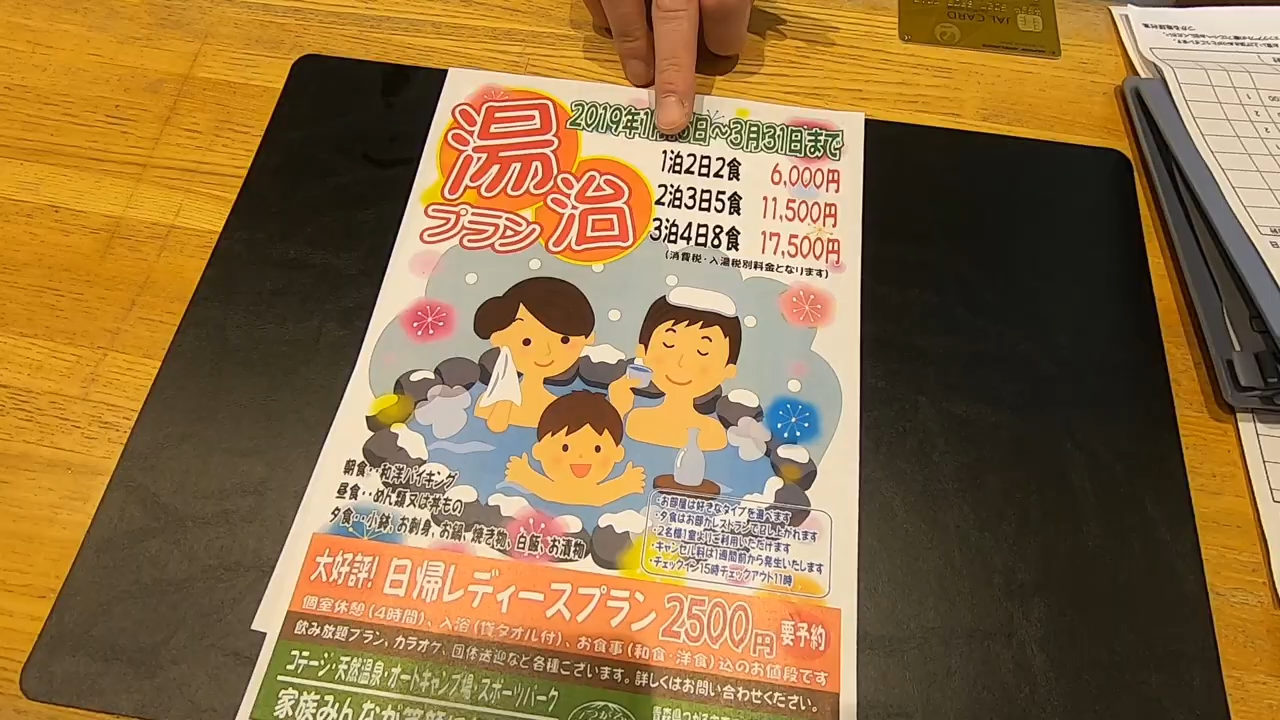 JAL CARD
湯治
プラン
2019年1月 日～3月31日まで
1泊2日2食 6,000円
2泊3日5食 11,500円
3泊4日8食 17,500円
(消費税・入湯税別料金となります)
朝食・・和洋バイキング
昼食・・めん類又は丼もの
夕食・・小鉢、お刺身、お鍋、焼き物、白飯、お漬物
・お部屋は好きなタイプを選べます
・夕食はお部屋かレストランで召し上がれます
・2名様1室よりご利用いただけます
・キャンセル料は1週間前から発生いたします
・チェックイン15時チェックアウト11時
大好評! 日帰レディースプラン 2500円 要予約
個室休憩(4時間)、入浴(貸タオル付)、お食事(和食・洋食)込のお値段です
飲み放題プラン、カラオケ、団体送迎など各種ございます。詳しくはお問い合わせください。
コテージ・天然温泉・オートキャンプ場・スポーツパーク
家族みんなが笑顔に
青森県つがる市